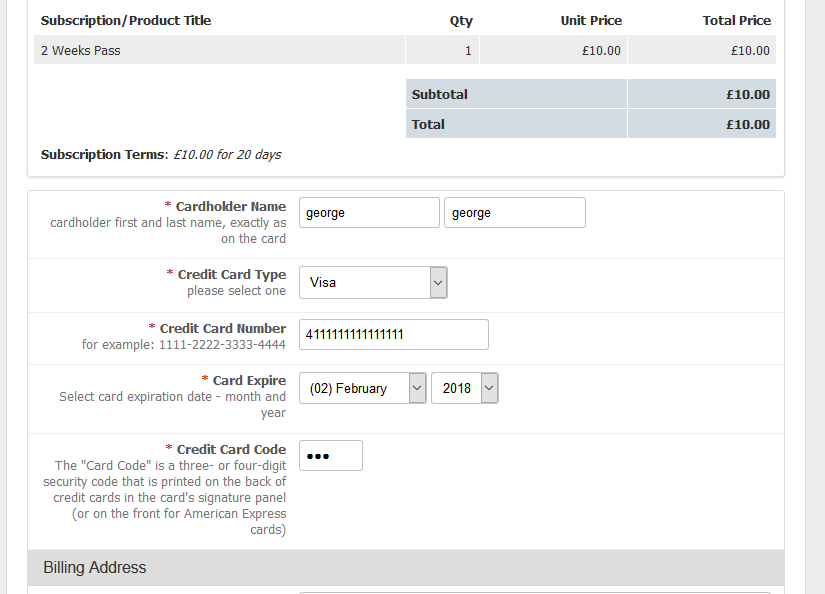 Subscription/Product Title Qty Unit Price Total Price
2 Weeks Pass 1 £10.00 £10.00
Subtotal £10.00
Total £10.00
Subscription Terms: £10.00 for 20 days
* Cardholder Name george george
cardholder first and last name, exactly as
on the card
* Credit Card Type Visa
please select one
* Credit Card Number 4111111111111111
for example: 1111-2222-3333-4444
* Card Expire (02) February 2018
Select card expiration date - month and
year
* Credit Card Code •••
The "Card Code" is a three- or four-digit
security code that is printed on the back of
credit cards in the card's signature panel
(or on the front for American Express
cards)
Billing Address